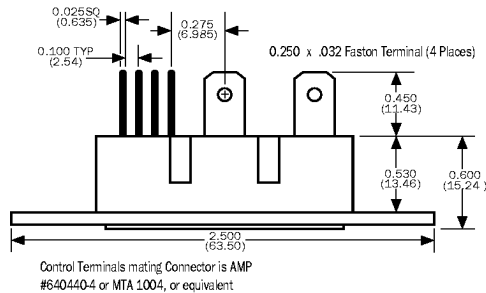 0.025SQ
(0.635)
0.275
(6.985)
0.100 TYP
(2.54)
0.250 x .032 Faston Terminal (4 Places)
0.450
(11.43)
0.530
(13.46)
0.600
(15.24)
2.500
(63.50)
Control Terminals mating Connector is AMP
#640440-4 or MTA 1004, or equivalent